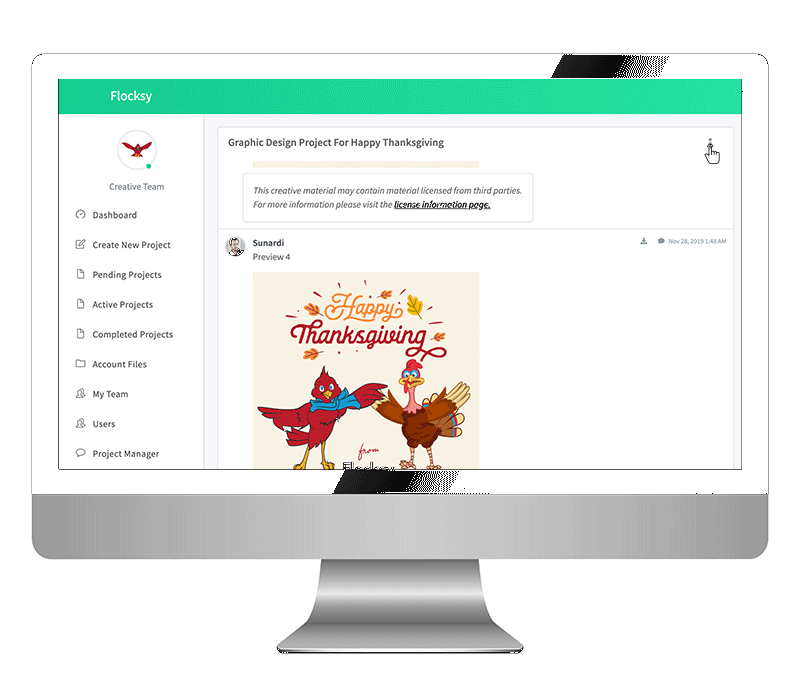 Flocksy
Creative Team
Dashboard
Create New Project
Pending Projects
Active Projects
Completed Projects
Account Files
My Team
Users
Project Manager
Graphic Design Project For Happy Thanksgiving
This creative material may contain material licensed from third parties.
For more information please visit the license information page.
Sunardi
Nov 28, 2019 1:48 AM
Preview 4
Happy
Thanksgiving
from
Flocksy